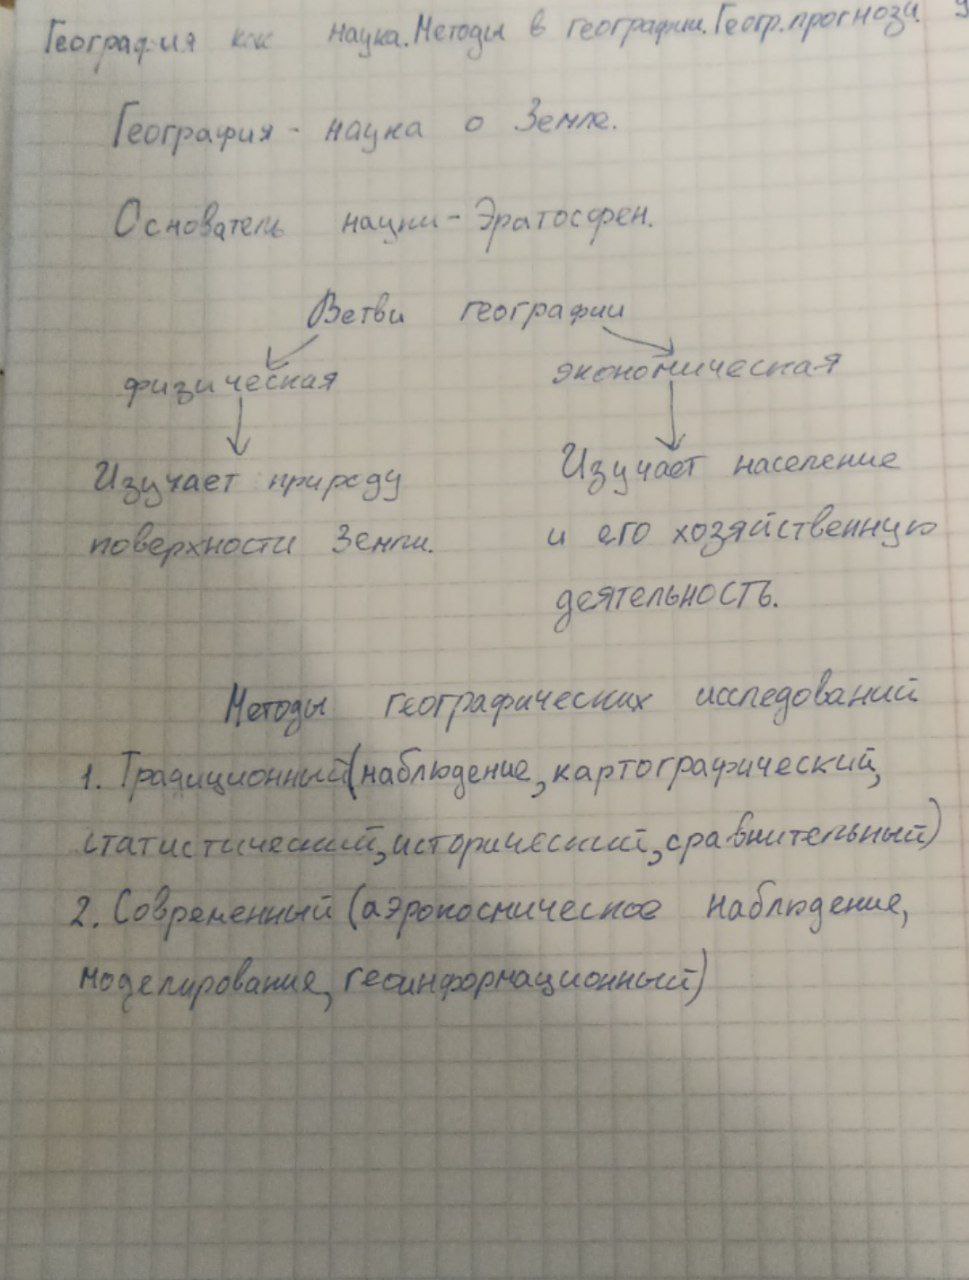 География как наука. Методы в географии. Геогр. прогнози
География - наука о Земле.
Основатель науки - Эратосфен.
Ветви географии
физическая экономическая
Изучает природу
поверхности Земли.
Изучает население
и его хозяйственную
деятельность.
Методы географических исследований
1. Традиционный (наблюдение, картографический,
статистический, исторический, сравнительный)
2. Современный (аэрокосмическое наблюдение,
моделирование, геоинформационный)